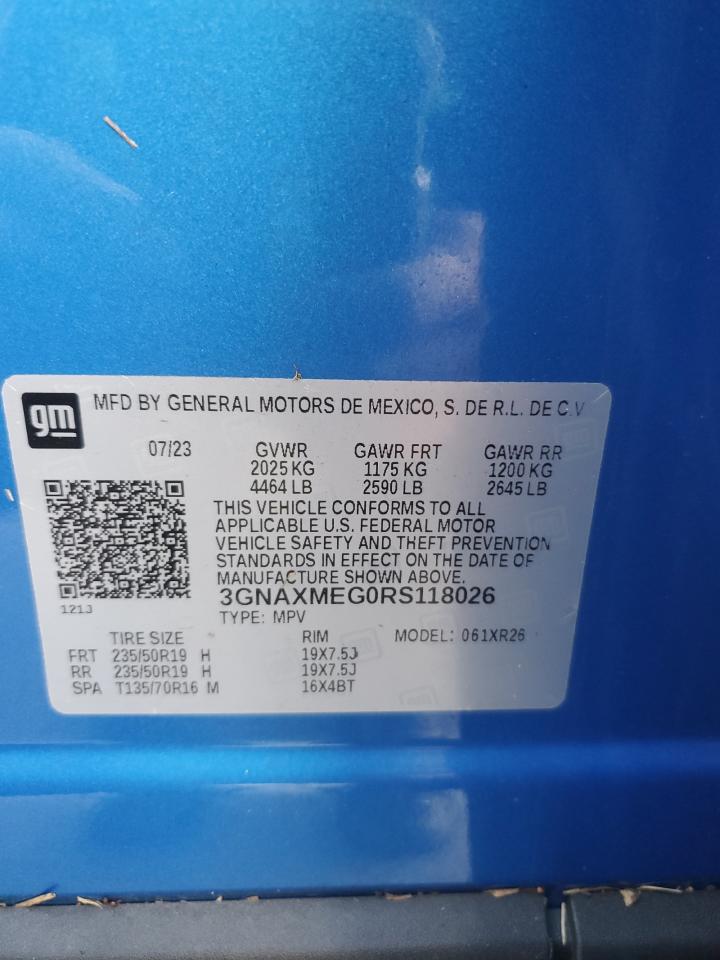 gm
MFD BY GENERAL MOTORS DE MEXICO, S. DE R.L. DE C.V
07/23 GVWR GAWR FRT GAWR RR
2025 KG 1175 KG 1200 KG
4464 LB 2590 LB 2645 LB
THIS VEHICLE CONFORMS TO ALL
APPLICABLE U.S. FEDERAL MOTOR
VEHICLE SAFETY AND THEFT PREVENTION
STANDARDS IN EFFECT ON THE DATE OF
MANUFACTURE SHOWN ABOVE.
3GNAXMEG0RS118026
121J
TYPE: MPV
TIRE SIZE RIM MODEL: 061XR26
FRT 235/50R19 H 19X7.5J
RR 235/50R19 H 19X7.5J
SPA T135/70R16 M 16X4BT